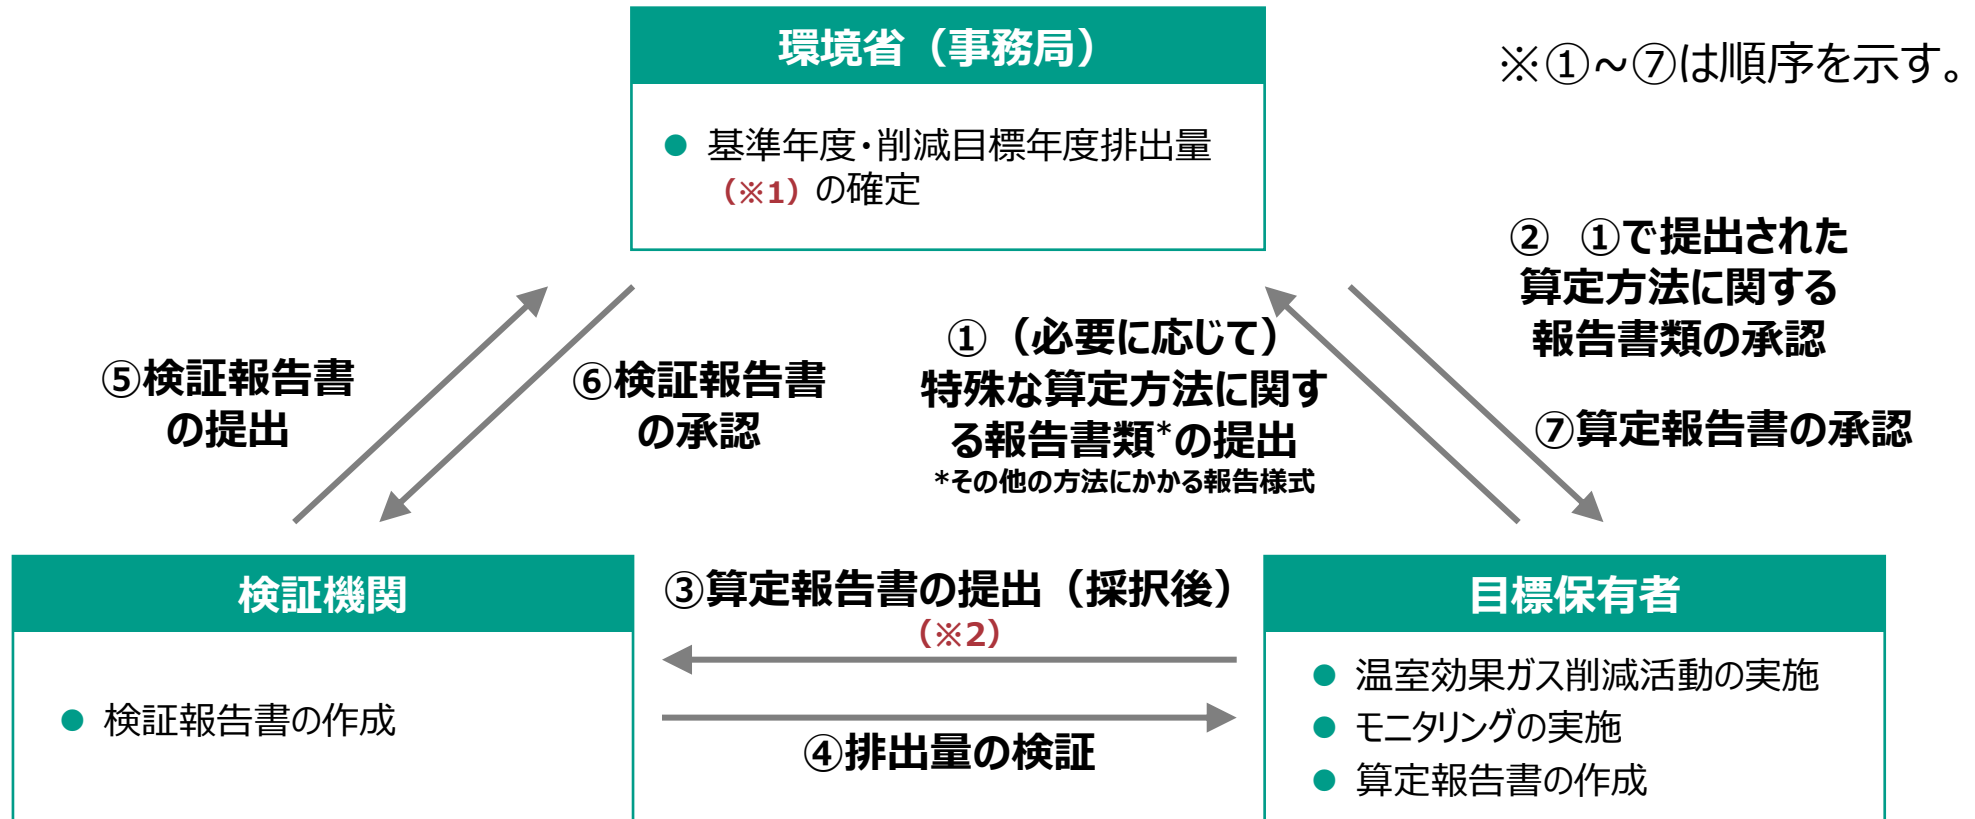 環境省（事務局）
※①~⑦は順序を示す。
● 基準年度・削減目標年度排出量
（※1）の確定
② ①で提出された
算定方法に関する
報告書類の承認
①（必要に応じて）
特殊な算定方法に関す
る報告書類*の提出
*その他の方法にかかる報告様式
⑤検証報告書
の提出
⑥検証報告書
の承認
⑦算定報告書の承認
検証機関
● 検証報告書の作成
③算定報告書の提出（採択後）
（※2）
④排出量の検証
目標保有者
● 温室効果ガス削減活動の実施
● モニタリングの実施
● 算定報告書の作成